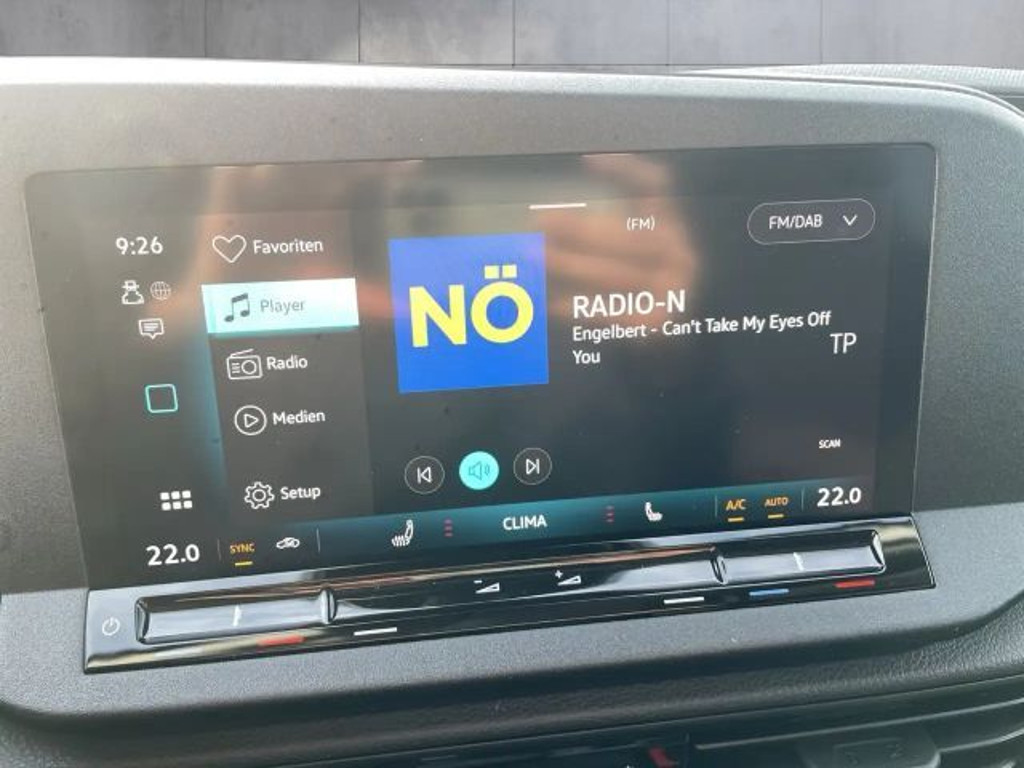 9:26
Favoriten
Player
Radio
Medien
Setup
NÖ
(FM)
FM/DAB
RADIO-N
Engelbert - Can't Take My Eyes Off
You
TP
SCAN
22.0
SYNC
CLIMA
A/C
AUTO
22.0